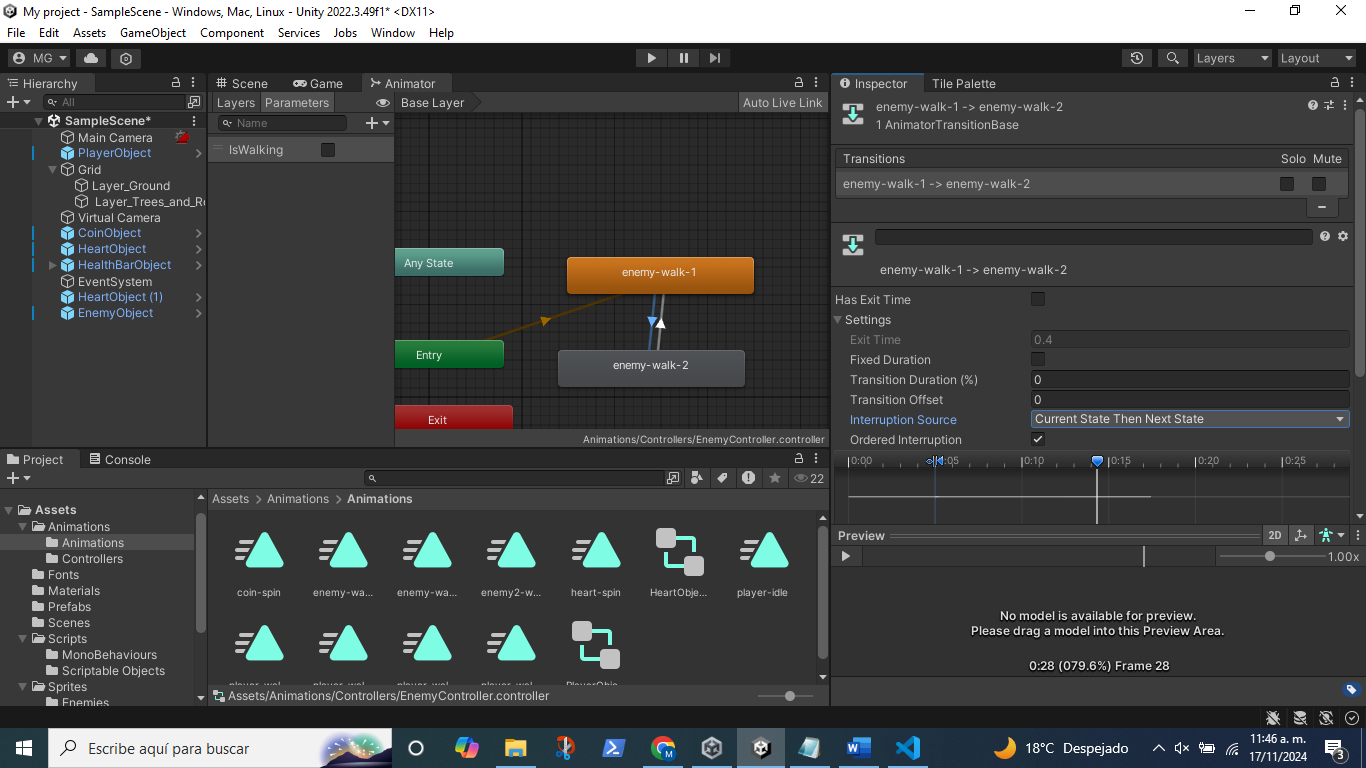 My project - SampleScene - Windows, Mac, Linux - Unity 2022.3.49f1* <DX11>
File Edit Assets GameObject Component Services Jobs Window Help
MG
Layers
Layout
Hierarchy
All
SampleScene*
Main Camera
PlayerObject
Grid
Layer_Ground
Layer_Trees_and_Ro
Virtual Camera
CoinObject
HeartObject
HealthBarObject
EventSystem
HeartObject (1)
EnemyObject
Scene Game Animator
Layers Parameters
Base Layer
Auto Live Link
Name
IsWalking
Any State
Entry
Exit
enemy-walk-1
enemy-walk-2
Animations/Controllers/EnemyController.controller
Inspector Tile Palette
enemy-walk-1 -> enemy-walk-2
1 AnimatorTransitionBase
Transitions Solo Mute
enemy-walk-1 -> enemy-walk-2
enemy-walk-1 -> enemy-walk-2
Has Exit Time
Settings
Exit Time 0.4
Fixed Duration
Transition Duration (%) 0
Transition Offset 0
Interruption Source Current State Then Next State
Ordered Interruption
0:00 0:05 0:10 0:15 0:20 0:25
Preview 2D
1.00x
No model is available for preview.
Please drag a model into this Preview Area.
0:28 (079.6%) Frame 28
Project Console
22
Assets
Animations
Animations
Controllers
Fonts
Materials
Prefabs
Scenes
Scripts
MonoBehaviours
Scriptable Objects
Sprites
Enemies
Assets > Animations > Animations
coin-spin enemy-wa... enemy-wa... enemy2-w... heart-spin HeartObje... player-idle
player-wal... player-wal... player-wal... player-wal... PlayerObje...
Assets/Animations/Controllers/EnemyController.controller
Escribe aquí para buscar
18°C Despejado
11:46 a. m.
17/11/2024
3